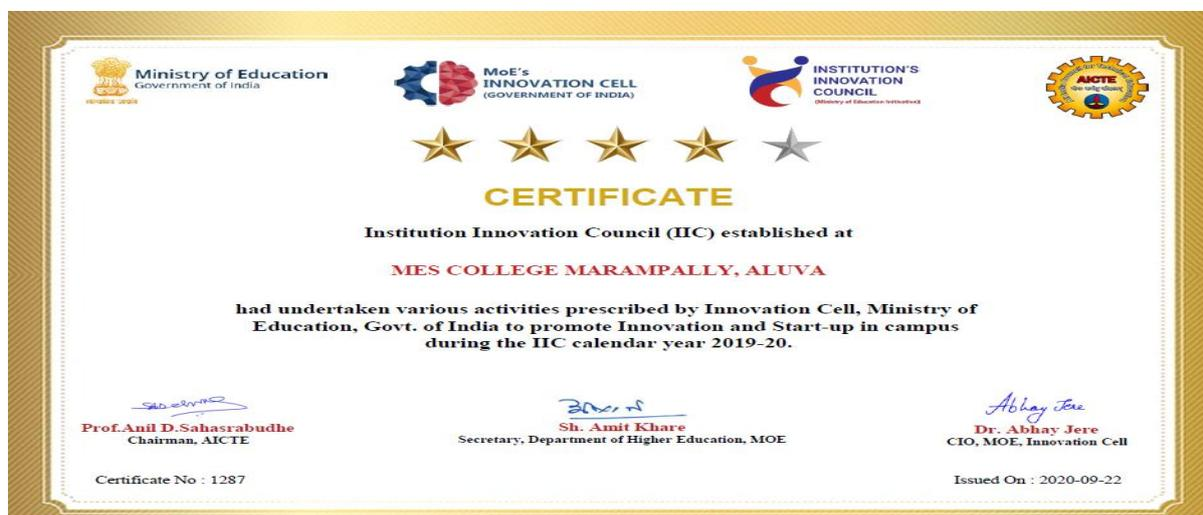 Ministry of Education
Government of India
MoE's
INNOVATION CELL
(GOVERNMENT OF INDIA)
INSTITUTION'S
INNOVATION
COUNCIL
(Ministry of Education Initiative)
AICTE
CERTIFICATE
Institution Innovation Council (IIC) established at
MES COLLEGE MARAMPALLY, ALUVA
had undertaken various activities prescribed by Innovation Cell, Ministry of
Education, Govt. of India to promote Innovation and Start-up in campus
during the IIC calendar year 2019-20.
Abhay Jere
Prof.Anil D.Sahasrabudhe
Chairman, AICTE
Sh. Amit Khare
Secretary, Department of Higher Education, MOE
Dr. Abhay Jere
CIO, MOE, Innovation Cell
Certificate No : 1287
Issued On : 2020-09-22